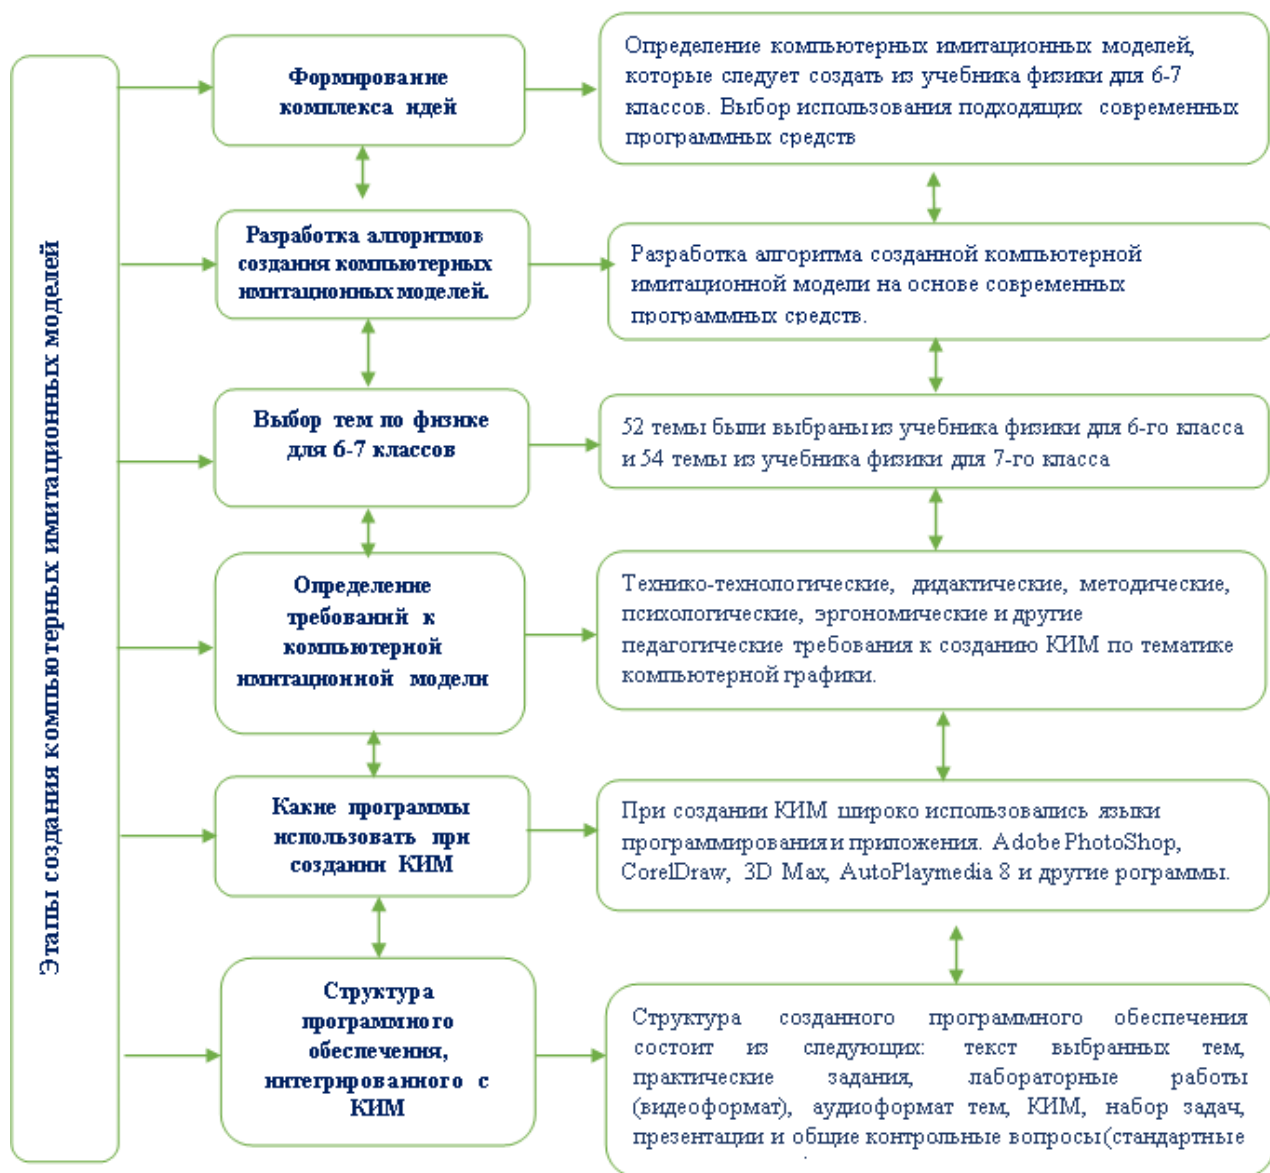 Этапы создания компьютерных имитационных моделей
Формирование
комплекса идей
Определение компьютерных имитационных моделей,
которые следует создать из учебника физики для 6-7
классов. Выбор использования подходящих современных
программных средств
Разработка алгоритмов
создания компьютерных
имитационных моделей.
Разработка алгоритма созданной компьютерной
имитационной модели на основе современных
программных средств.
Выбор тем по физике
для 6-7 классов
52 темы были выбраны из учебника физики для 6-го класса
и 54 темы из учебника физики для 7-го класса
Определение
требований к
компьютерной
имитационной модели
Технико-технологические, дидактические, методические,
психологические, эргономические и другие
педагогические требования к созданию КИМ по тематике
компьютерной графики.
Какие программы
использовать при
создании КИМ
При создании КИМ широко использовались языки
программирования и приложения. Adobe PhotoShop,
CorelDraw, 3D Max, AutoPlaymedia 8 и другие рограммы.
Структура
программного
обеспечения,
интегрированного с
КИМ
Структура созданного программного обеспечения
состоит из следующих: текст выбранных тем,
практические задания, лабораторные работы
(видеоформат), аудиоформат тем, КИМ, набор задач,
презентации и общие контрольные вопросы (стандартные